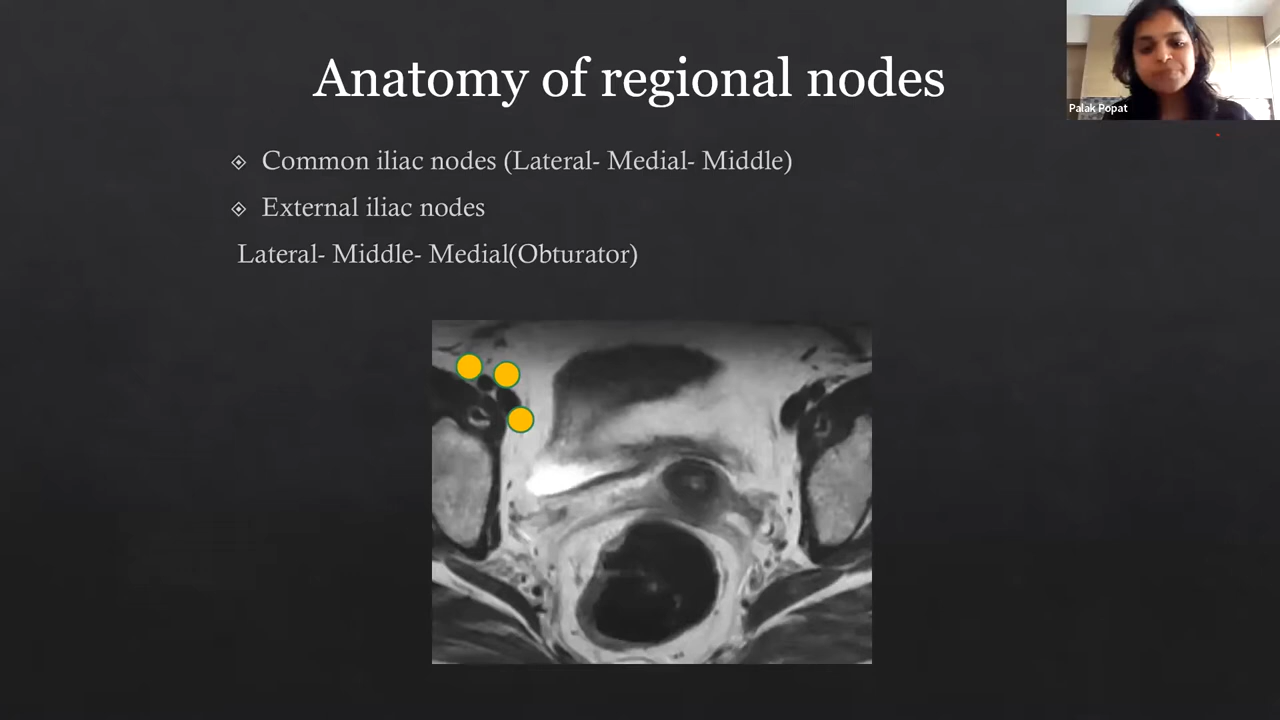 Anatomy of regional nodes
Palak Popat
Common iliac nodes (Lateral- Medial- Middle)
External iliac nodes
Lateral- Middle- Medial(Obturator)